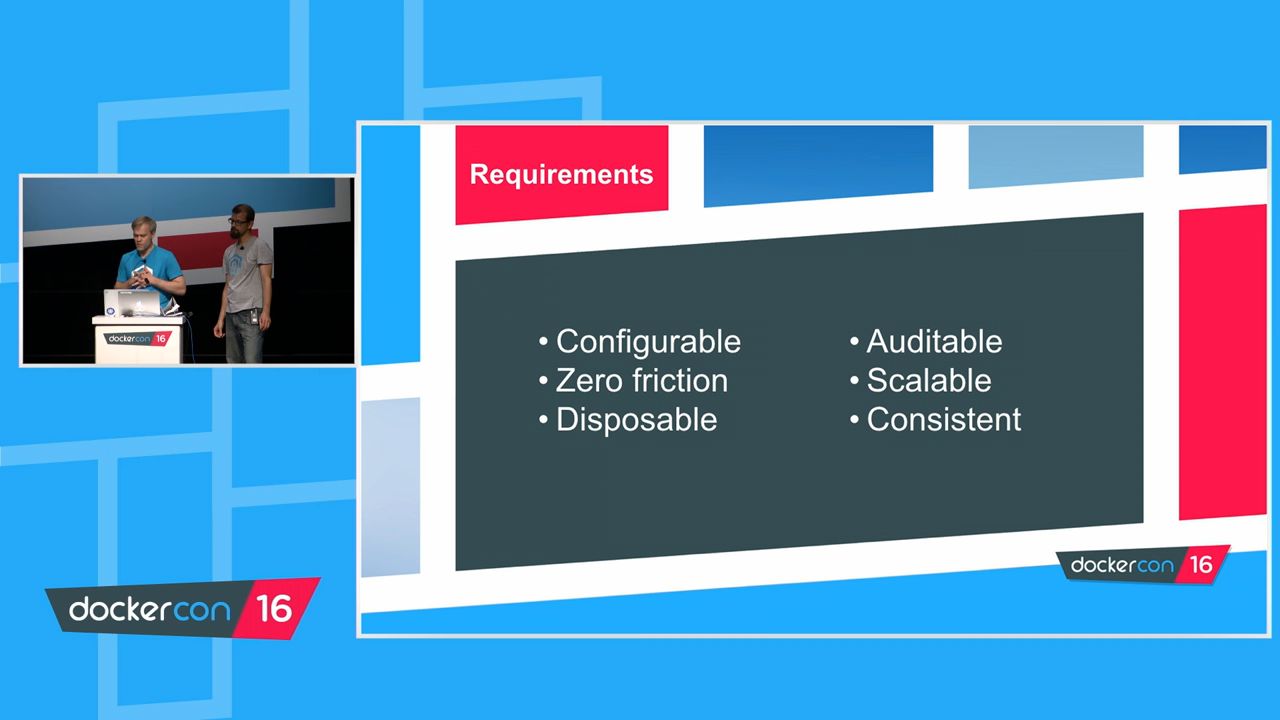 Requirements
• Configurable
• Zero friction
• Disposable
• Auditable
• Scalable
• Consistent
dockercon 16
dockercon 16
dockercon 16